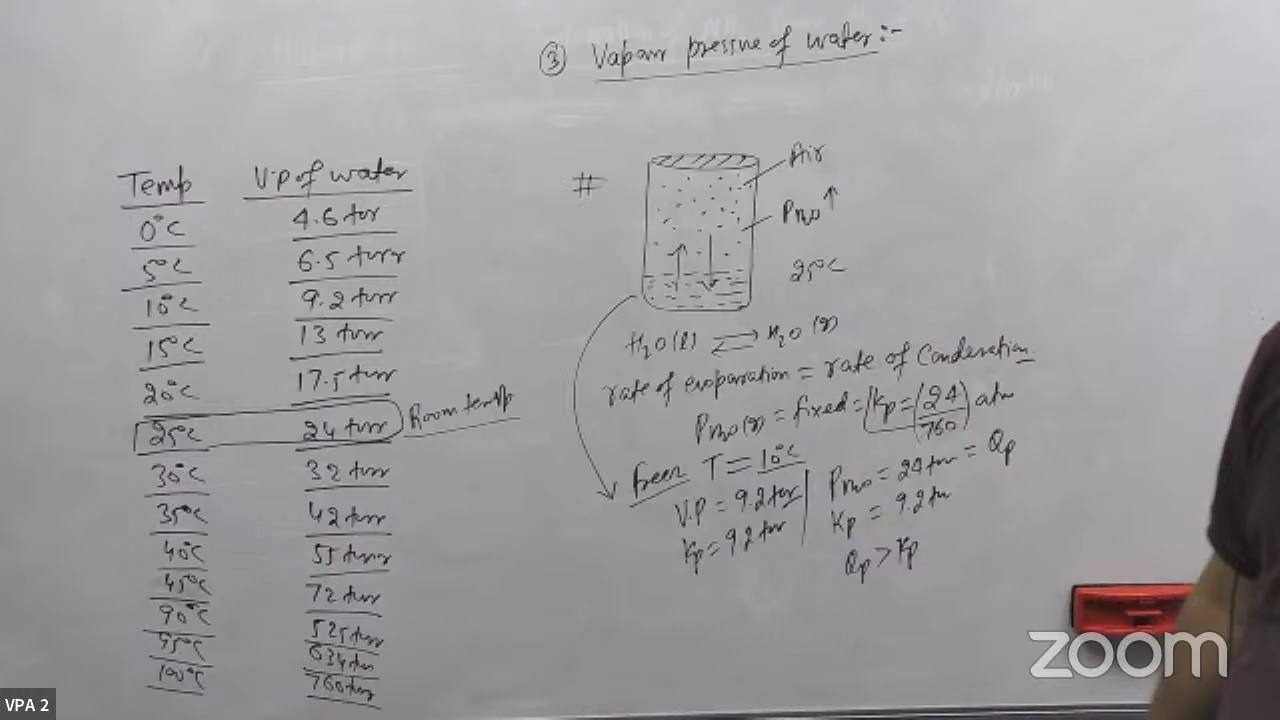 ③ Vapour pressure of water :-
Temp V.P of water
0°C 4.6 torr
5°C 6.5 torr
10°C 9.2 torr
15°C 13 torr
20°C 17.5 torr
25°C 24 torr Room temp
30°C 32 torr
35°C 42 torr
40°C 55 torr
45°C 72 torr
90°C 525 torr
95°C 634 torr
100°C 760 torr
#
Air
PH₂O ↑
25°C
H₂O(l) ⇌ H₂O(g)
rate of evaporation = rate of Condensation
PH₂O(g) = fixed = Kp = (24/760) atm
T = 10°C
V.P = 9.2 torr
Kp = 9.2 torr
PH₂O = 24 torr = Qp
Kp = 9.2 torr
Qp > Kp
zoom
VPA 2